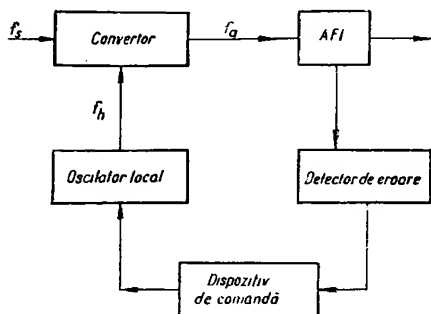 f_s
Convertor
f_a
AFI
f_h
Oscilator local
Detector de eroare
Dispozitiv
de comandă